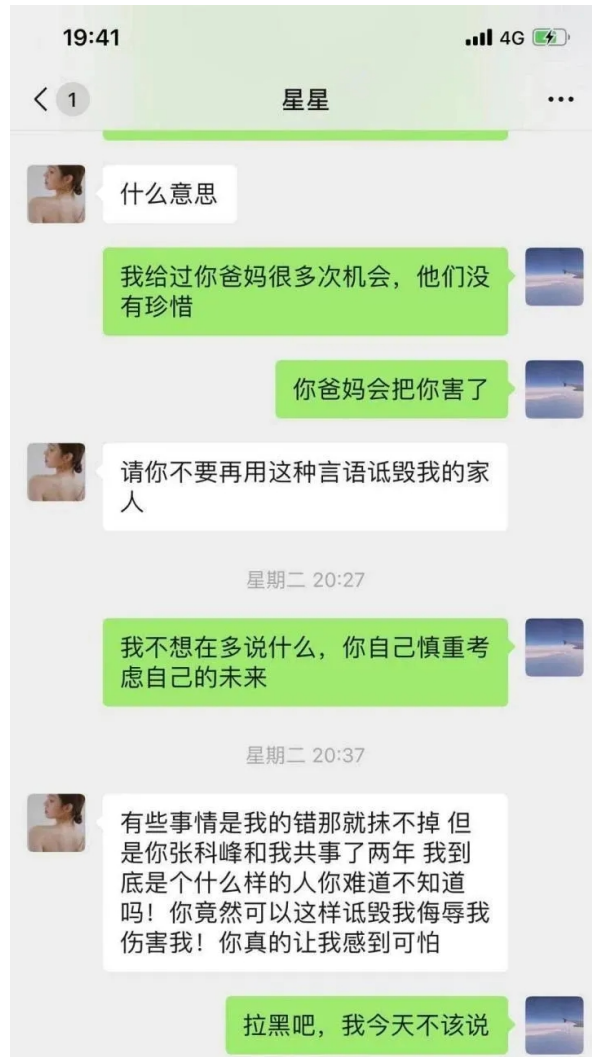 19:41
4G
1
星星
什么意思
我给过你爸妈很多次机会，他们没
有珍惜
你爸妈会把你害了
请你不要再用这种言语诋毁我的家
人
星期二 20:27
我不想在多说什么，你自己慎重考
虑自己的未来
星期二 20:37
有些事情是我的错那就抹不掉 但
是你张科峰和我共事了两年 我到
底是个什么样的人你难道不知道
吗！你竟然可以这样诋毁我侮辱我
伤害我！你真的让我感到可怕
拉黑吧，我今天不该说